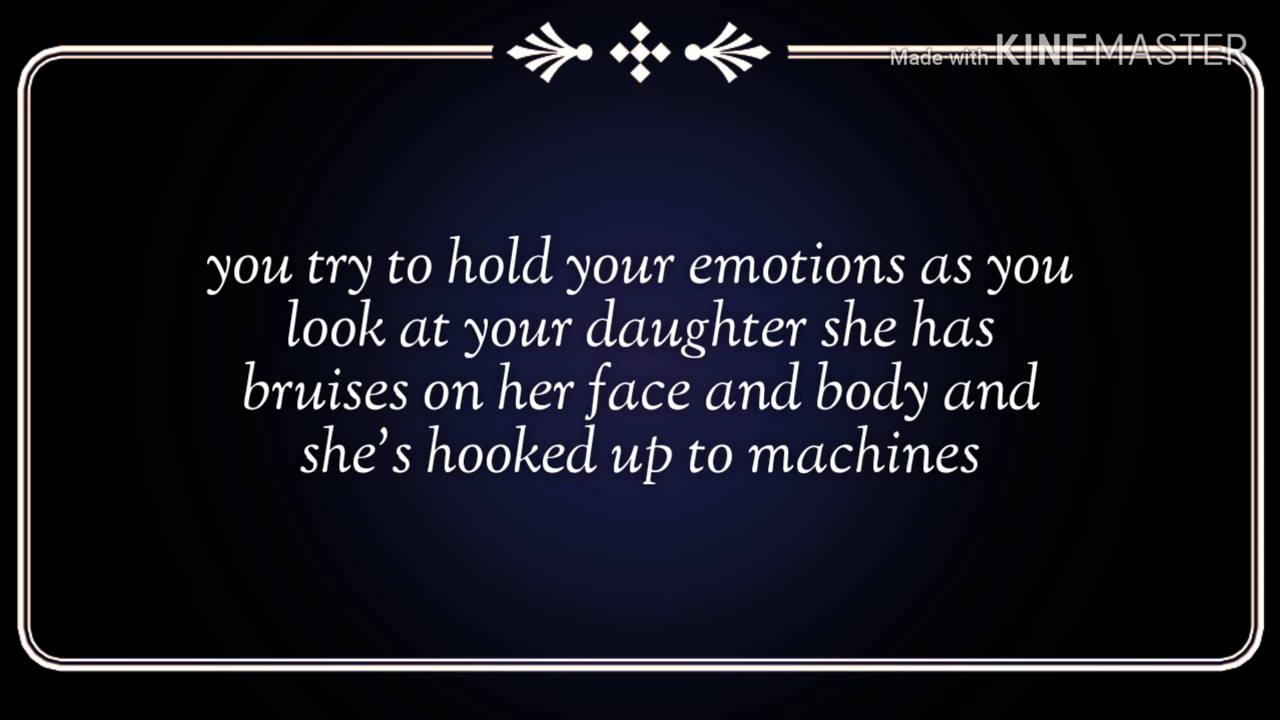 Made with KINEMASTER
you try to hold your emotions as you
look at your daughter she has
bruises on her face and body and
she’s hooked up to machines